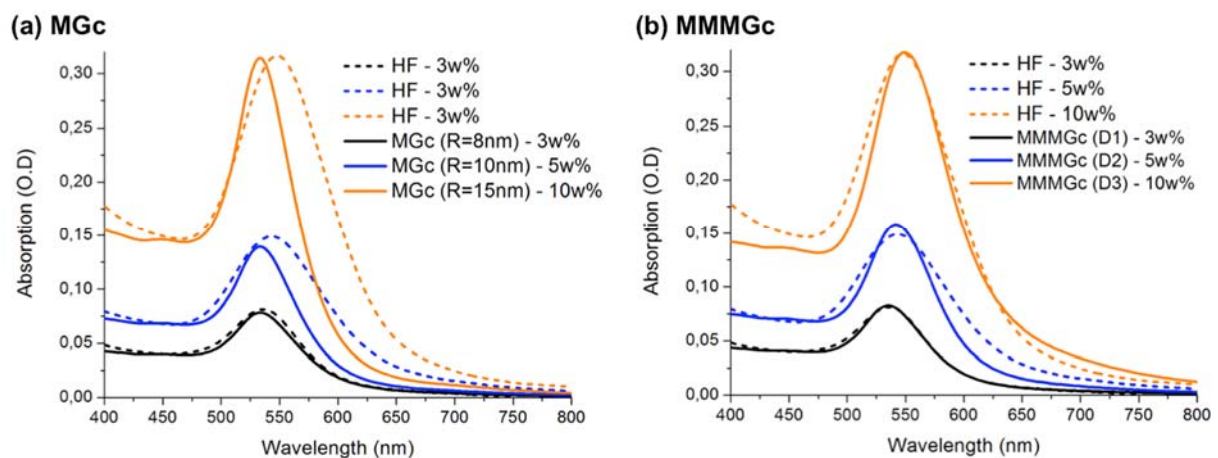 (a) MGc
HF - 3w%
HF - 3w%
HF - 3w%
MGc (R=8nm) - 3w%
MGc (R=10nm) - 5w%
MGc (R=15nm) - 10w%
0,30
0,25
0,20
0,15
0,10
0,05
0,00
Absorption (O.D)
400 450 500 550 600 650 700 750 800
Wavelength (nm)
(b) MMMGc
HF - 3w%
HF - 5w%
HF - 10w%
MMMGc (D1) - 3w%
MMMGc (D2) - 5w%
MMMGc (D3) - 10w%
0,30
0,25
0,20
0,15
0,10
0,05
0,00
Absorption (O.D)
400 450 500 550 600 650 700 750 800
Wavelength (nm)